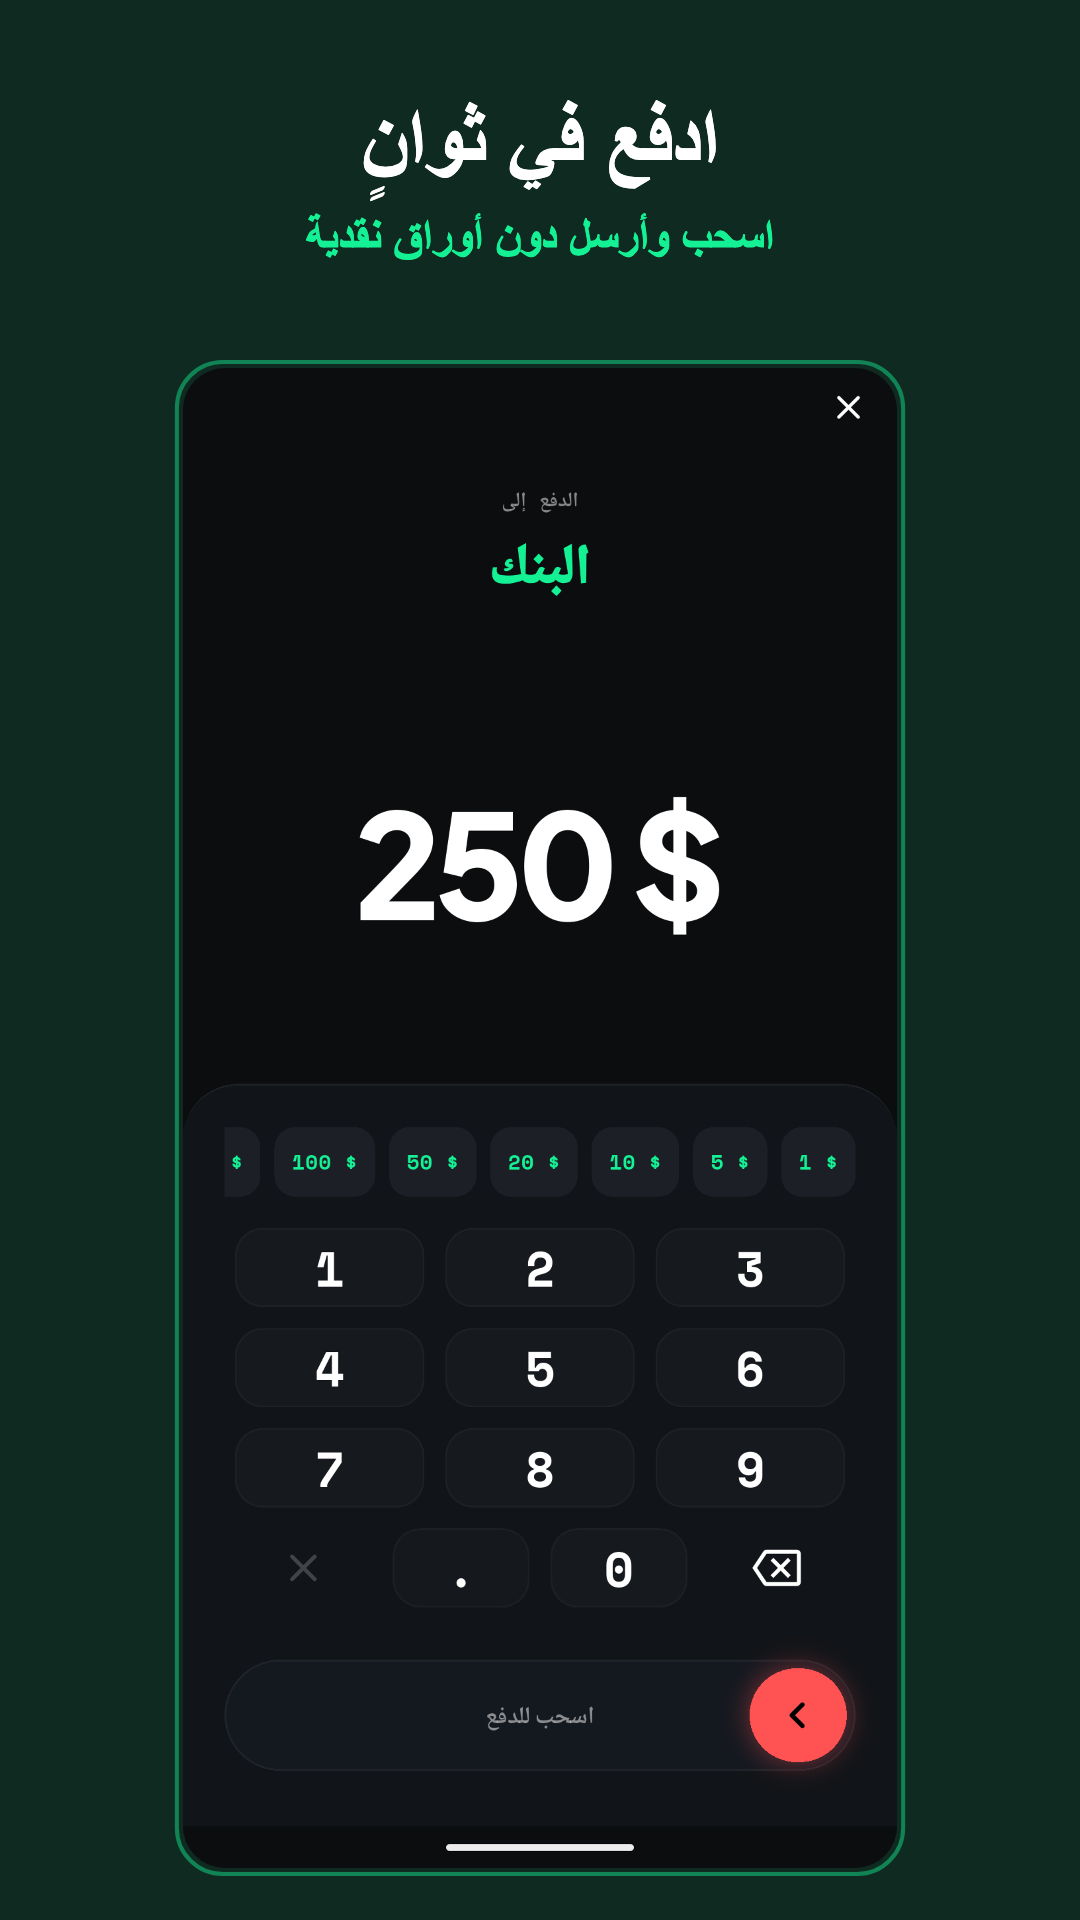 ادفع في ثوانٍ
اسحب وأرسل دون أوراق نقدية
الدفع إلى
البنك
250 $
1 $ 5 $ 10 $ 20 $ 50 $ 100 $ $
1 2 3
4 5 6
7 8 9
. 0
اسحب للدفع